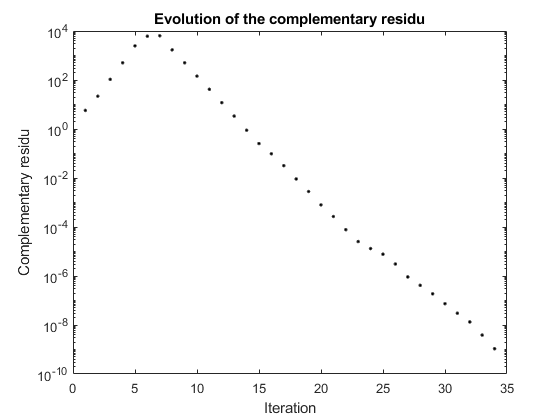 Evolution of the complementary residu
10^4
10^2
10^0
10^-2
10^-4
10^-6
10^-8
10^-10
Complementary residu
0 5 10 15 20 25 30 35
Iteration